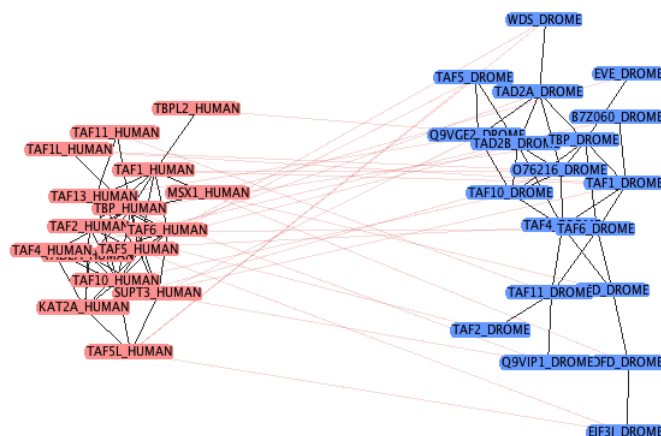 WDS_DROME
TAF5_DROME
EVE_DROME
TAD2A_DROME
TBPL2_HUMAN
B7Z060_DROME
TAF11_HUMAN
Q9VGE2_DROME
TBP_DROME
TAD2B_DROME
TAF1L_HUMAN
TAF1_HUMAN
O76216_DROME
TAF1_DROME
MSX1_HUMAN
TAF10_DROME
TAF13_HUMAN
TBP_HUMAN
TAF2_HUMAN
TAF6_HUMAN
TAF4_DROME
TAF6_DROME
TAF4_HUMAN
TAF5_HUMAN
TAF10_HUMAN
SUPT3_HUMAN
TAF11_DROME
KAT2A_HUMAN
TAF2_DROME
TAF5L_HUMAN
Q9VIP1_DROME